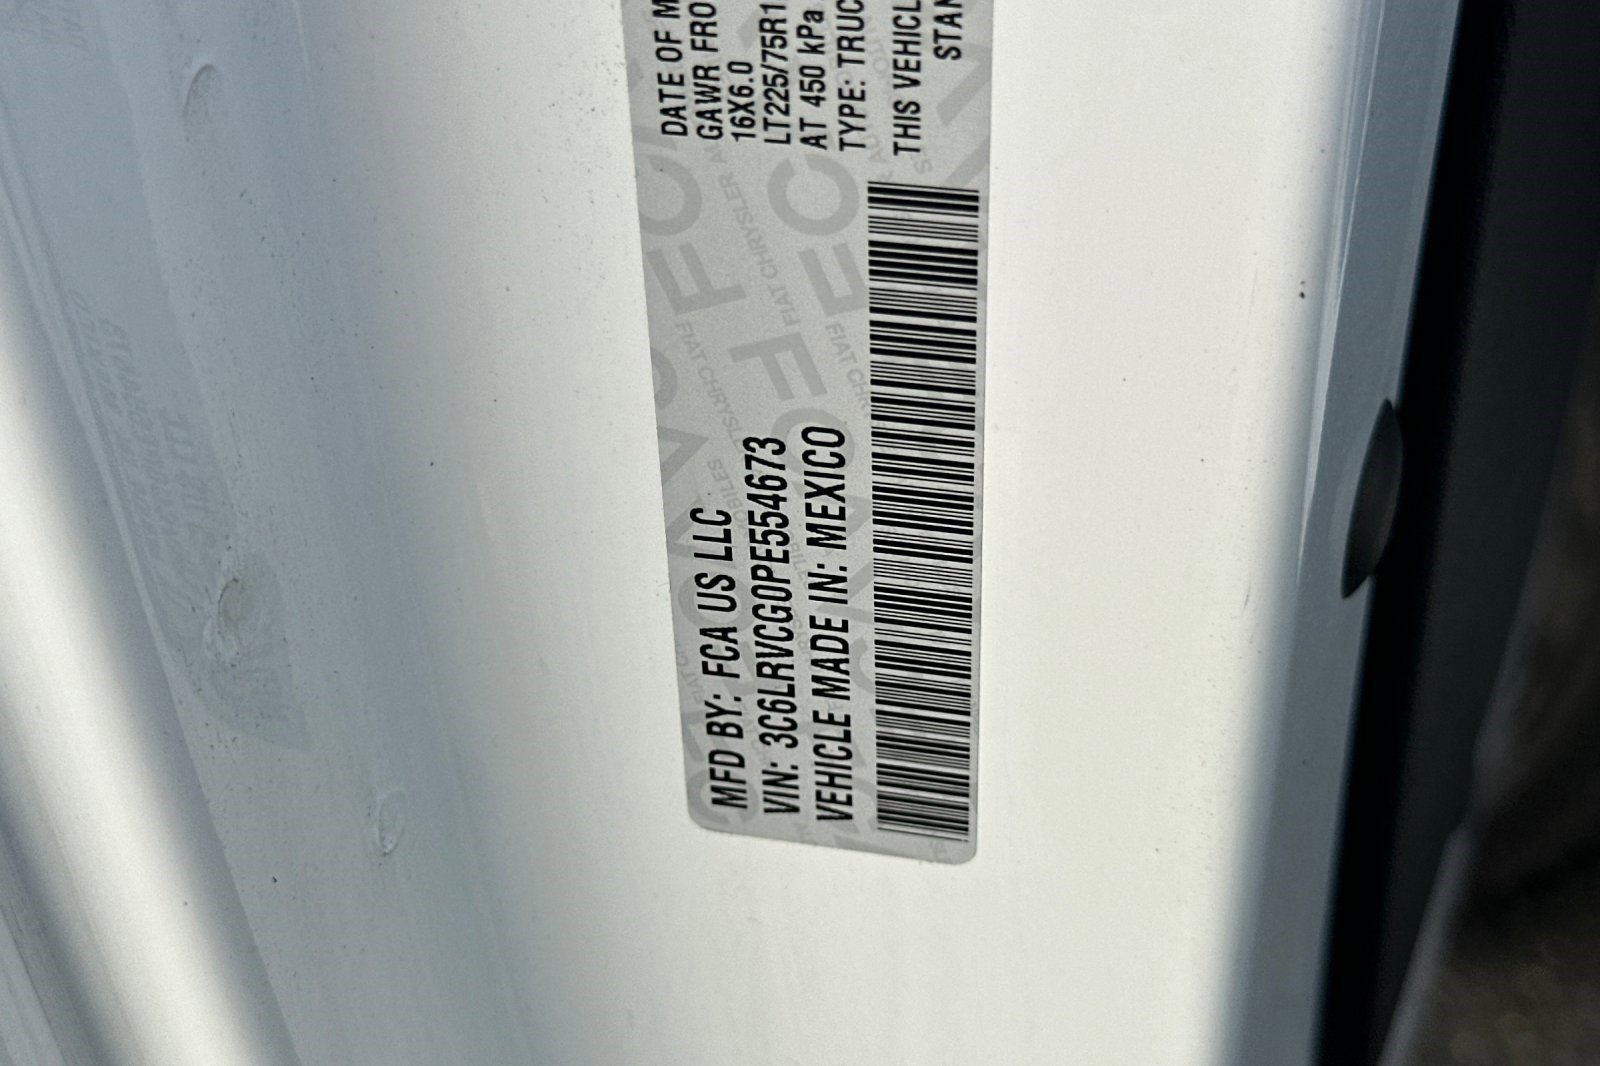 MFD BY: FCA US LLC
VIN: 3C6LRVCG0PE554673
VEHICLE MADE IN: MEXICO
DATE OF M
GAWR FRO
16X6.0
LT225/75R1
AT 450 kPa
TYPE: TRUC
THIS VEHICL
STAN